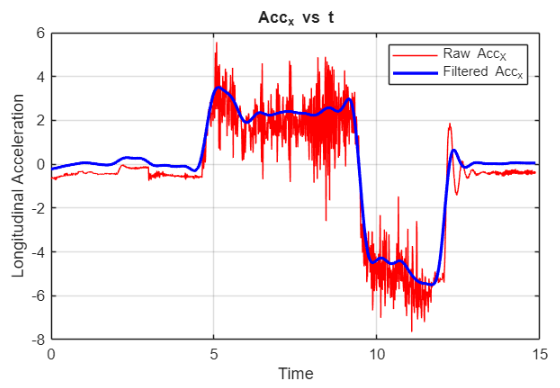 Acc_x vs t
Raw Acc_X
Filtered Acc_x
6
4
2
0
-2
-4
-6
-8
Longitudinal Acceleration
0
5
10
15
Time